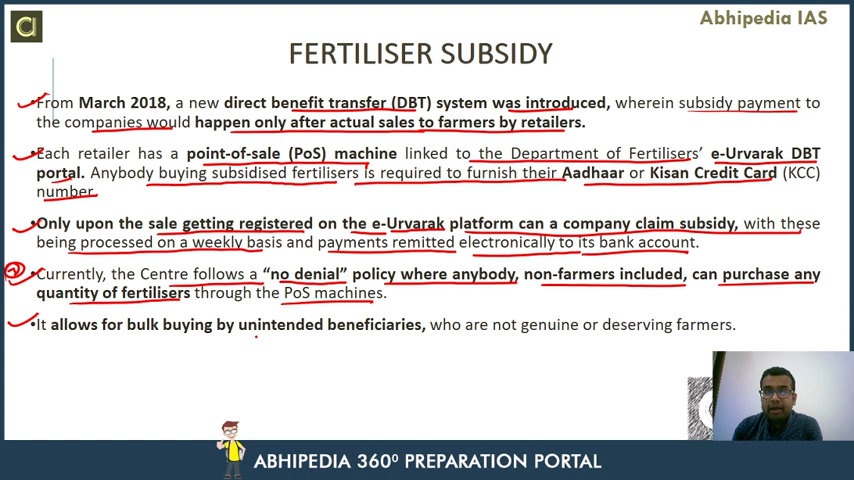 Abhipedia IAS
FERTILISER SUBSIDY
•From March 2018, a new direct benefit transfer (DBT) system was introduced, wherein subsidy payment to
the companies would happen only after actual sales to farmers by retailers.
•Each retailer has a point-of-sale (PoS) machine linked to the Department of Fertilisers’ e-Urvarak DBT
portal. Anybody buying subsidised fertilisers is required to furnish their Aadhaar or Kisan Credit Card (KCC)
number.
•Only upon the sale getting registered on the e-Urvarak platform can a company claim subsidy, with these
being processed on a weekly basis and payments remitted electronically to its bank account.
•Currently, the Centre follows a “no denial” policy where anybody, non-farmers included, can purchase any
quantity of fertilisers through the PoS machines.
•It allows for bulk buying by unintended beneficiaries, who are not genuine or deserving farmers.
ABHIPEDIA 360⁰ PREPARATION PORTAL